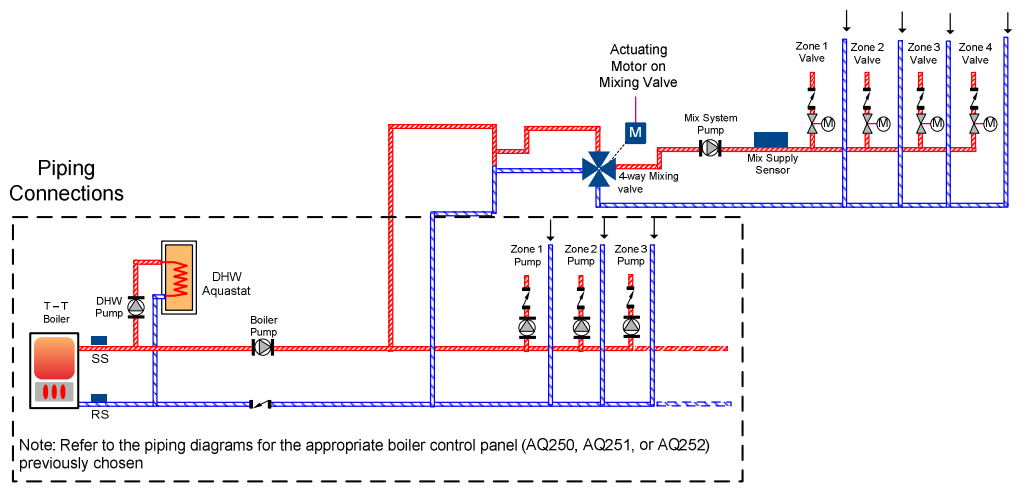 Actuating
Motor on
Mixing Valve
M
Mix System
Pump
Mix Supply
Sensor
4-way Mixing
valve
Zone 1
Valve
Zone 2
Valve
Zone 3
Valve
Zone 4
Valve
M
M
M
M
Piping
Connections
T – T
Boiler
SS
RS
DHW
Pump
DHW
Aquastat
Boiler
Pump
Zone 1
Pump
Zone 2
Pump
Zone 3
Pump
Note: Refer to the piping diagrams for the appropriate boiler control panel (AQ250, AQ251, or AQ252)
previously chosen